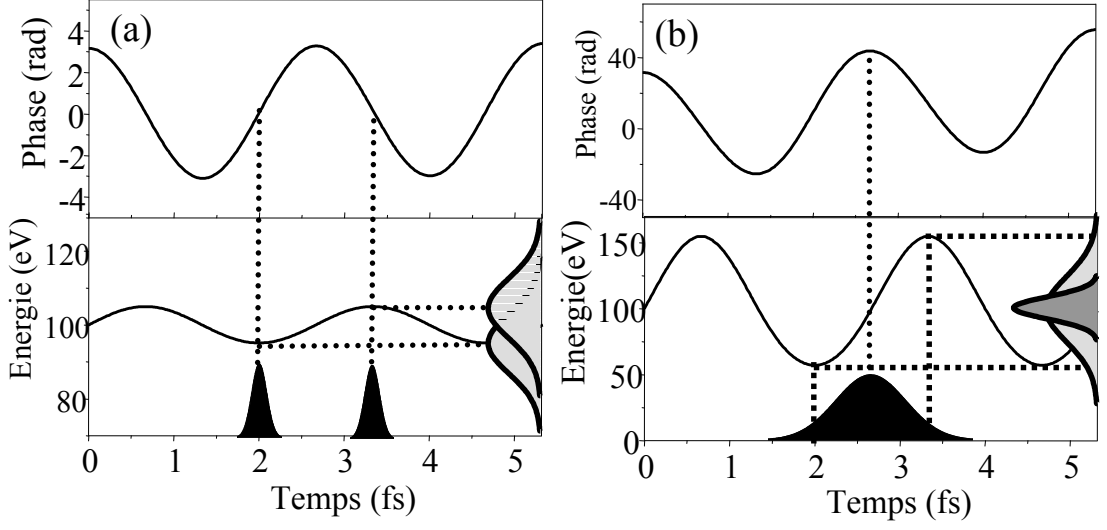 (a)
Phase (rad)
4
2
0
-2
-4
Energie (eV)
120
100
80
0 1 2 3 4 5
Temps (fs)
(b)
Phase (rad)
40
0
-40
Energie(eV)
150
100
50
0
0 1 2 3 4 5
Temps (fs)